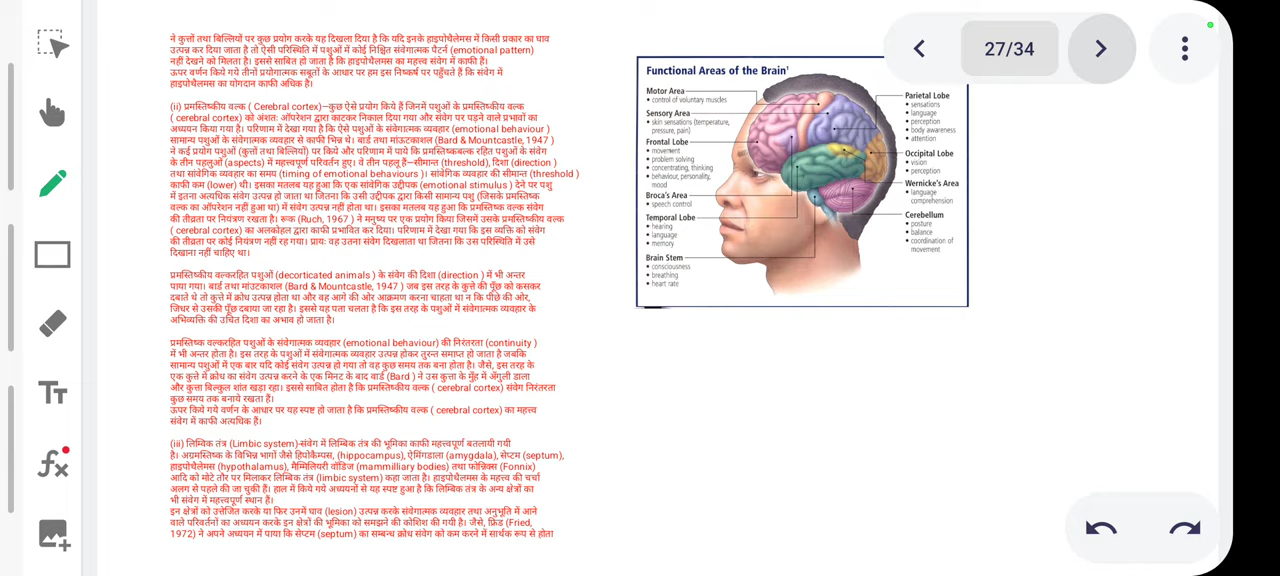 27/34
ने कुत्तों तथा बिल्लियों पर कुछ प्रयोग करके यह दिखला दिया है कि यदि इनके हाइपोथैलेमस में किसी प्रकार का घाव
उत्पन्न कर दिया जाता है तो ऐसी परिस्थिति में पशुओं में कोई निश्चित संवेगात्मक पैटर्न (emotional pattern)
नहीं देखने को मिलता है। इससे साबित हो जाता है कि हाइपोथैलमस का महत्त्व संवेग में काफी हैं।
ऊपर वर्णन किये गये तीनों प्रयोगात्मक सबूतों के आधार पर हम इस निष्कर्ष पर पहुँचते हैं कि संवेग में
हाइपोथैलमस का योगदान काफी अधिक है।
(ii) प्रमस्तिष्कीय वल्क ( Cerebral cortex)—कुछ ऐसे प्रयोग किये हैं जिनमें पशुओं के प्रमस्तिष्कीय वल्क
( cerebral cortex) को अंशतः ऑपरेशन द्वारा काटकर निकाल दिया गया और संवेग पर पड़ने वाले प्रभावों का
अध्ययन किया गया है। परिणाम में देखा गया है कि ऐसे पशुओं के संवेगात्मक व्यवहार (emotional behaviour )
सामान्य पशुओं के संवेगात्मक व्यवहार से काफी भिन्न थे। बार्ड तथा मांऊटकाशल (Bard & Mountcastle, 1947 )
ने कई प्रयोग पशुओं (कुत्तों तथा बिल्लियों) पर किये और परिणाम में पाये कि प्रमस्तिष्कबल्क रहित पशुओं के संवेग
के तीन पहलुओं (aspects) में महत्त्वपूर्ण परिवर्तन हुए। वे तीन पहलू हैं—सीमान्त (threshold), दिशा (direction )
तथा सांवेगिक व्यवहार का समय (timing of emotional behaviours )। सांवेगिक व्यवहार की सीमान्त (threshold )
काफी कम (lower) थी। इसका मतलब यह हुआ कि एक सांवेगिक उद्दीपक (emotional stimulus ) देने पर पशु
में इतना अत्यधिक संवेग उत्पन्न हो जाता था जितना कि उसी उद्दीपक द्वारा किसी सामान्य पशु (जिसके प्रमस्तिष्क
वल्क का ऑपरेशन नहीं हुआ था) में संवेग उत्पन्न नहीं होता था। इसका मतलब यह हुआ कि प्रमस्तिष्क वल्क संवेग
की तीव्रता पर नियंत्रण रखता है। रूक (Ruch, 1967 ) ने मनुष्य पर एक प्रयोग किया जिसमें उसके प्रमस्तिष्कीय वल्क
( cerebral cortex) का अलकोहल द्वारा काफी प्रभावित कर दिया। परिणाम में देखा गया कि इस व्यक्ति को संवेग
की तीव्रता पर कोई नियंत्रण नहीं रह गया। प्रायः वह उतना संवेग दिखलाता था जितना कि उस परिस्थिति में उसे
दिखाना नहीं चाहिए था।
प्रमस्तिष्कीय वल्करहित पशुओं (decorticated animals ) के संवेग की दिशा (direction ) में भी अन्तर
पाया गया। बार्ड तथा मांउटकाशल (Bard & Mountcastle, 1947 ) जब इस तरह के कुत्ते की पूँछ को कसकर
दबाते थे तो कुत्ते में क्रोध उत्पन्न होता था और वह आगे की ओर आक्रमण करना चाहता था न कि पीछे की ओर,
जिधर से उसकी पूँछ दबाया जा रहा है। इससे यह पता चलता है कि इस तरह के पशुओं में संवेगात्मक व्यवहार के
अभिव्यक्ति की उचित दिशा का अभाव हो जाता है।
प्रमस्तिष्क वल्करहित पशुओं के संवेगात्मक व्यवहार (emotional behaviour) की निरंतरता (continuity )
में भी अन्तर होता है। इस तरह के पशुओं में संवेगात्मक व्यवहार उत्पन्न होकर तुरन्त समाप्त हो जाता है जबकि
सामान्य पशुओं में एक बार यदि कोई संवेग उत्पन्न हो गया तो वह कुछ समय तक बना होता है। जैसे, इस तरह के
एक कुत्ते में क्रोध का संवेग उत्पन्न करने के एक मिनट के बाद वार्ड (Bard ) ने उस कुत्ता के मुँह में अँगुली डाला
और कुत्ता बिल्कुल शांत खड़ा रहा। इससे साबित होता है कि प्रमस्तिष्कीय वल्क ( cerebral cortex) संवेग निरंतरता
कुछ समय तक बनाये रखता हैं।
ऊपर किये गये वर्णन के आधार पर यह स्पष्ट हो जाता है कि प्रमस्तिष्कीय वल्क ( cerebral cortex) का महत्त्व
संवेग में काफी अत्यधिक हैं।
(iii) लिम्विक तंत्र (Limbic system)-संवेग में लिम्बिक तंत्र की भूमिका काफी महत्त्वपूर्ण बतलायी गयी
है। अग्रमस्तिष्क के विभिन्न भागों जैसे हिपोकैम्पस, (hippocampus), ऐमिंगडाला (amygdala), सेप्टम (septum),
हाइपोथैलेमस (hypothalamus), मैम्मिलियरी वॉडिज (mammilliary bodies) तथा फोन्निक्स (Fonnix)
आदि को मोटे तौर पर मिलाकर लिम्बिक तंत्र (limbic system) कहा जाता है। हाइपोथैलमस के महत्त्व की चर्चा
अलग से पहले की जा चुकी हैं। हाल में किये गये अध्ययनों से यह स्पष्ट हुआ है कि लिम्विक तंत्र के अन्य क्षेत्रों का
भी संवेग में महत्त्वपूर्ण स्थान हैं।
इन क्षेत्रों को उत्तेजित करके या फिर उनमें घाव (lesion) उत्पन्न करके संवेगात्मक व्यवहार तथा अनुभूति में आने
वाले परिवर्तनों का अध्ययन करके इन क्षेत्रों की भूमिका को समझने की कोशिश की गयी है। जैसे, फ्रिड (Fried,
1972) ने अपने अध्ययन में पाया कि सेप्टम (septum) का सम्बन्ध क्रोध संवेग को कम करने में सार्थक रूप से होता
Functional Areas of the Brain¹
Motor Area
• control of voluntary muscles
Sensory Area
• skin sensations (temperature,
pressure, pain)
Frontal Lobe
• movement
• problem solving
• concentrating, thinking
• behaviour, personality,
mood
Broca's Area
• speech control
Temporal Lobe
• hearing
• language
• memory
Brain Stem
• consciousness
• breathing
• heart rate
Parietal Lobe
• sensations
• language
• perception
• body awareness
• attention
Occipital Lobe
• vision
• perception
Wernicke's Area
• language
comprehension
Cerebellum
• posture
• balance
• coordination of
movement